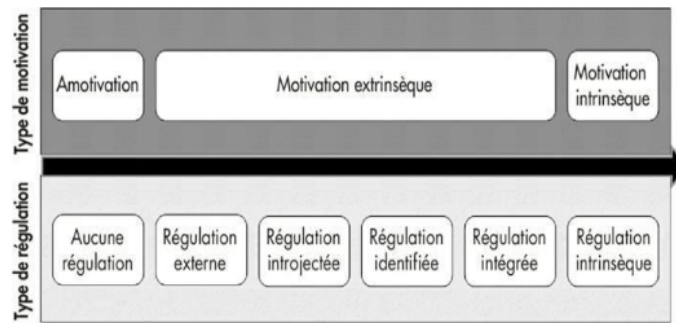 Type de motivation
Amotivation
Motivation extrinsèque
Motivation
intrinsèque
Type de régulation
Aucune
régulation
Régulation
externe
Régulation
introjectée
Régulation
identifiée
Régulation
intégrée
Régulation
intrinsèque